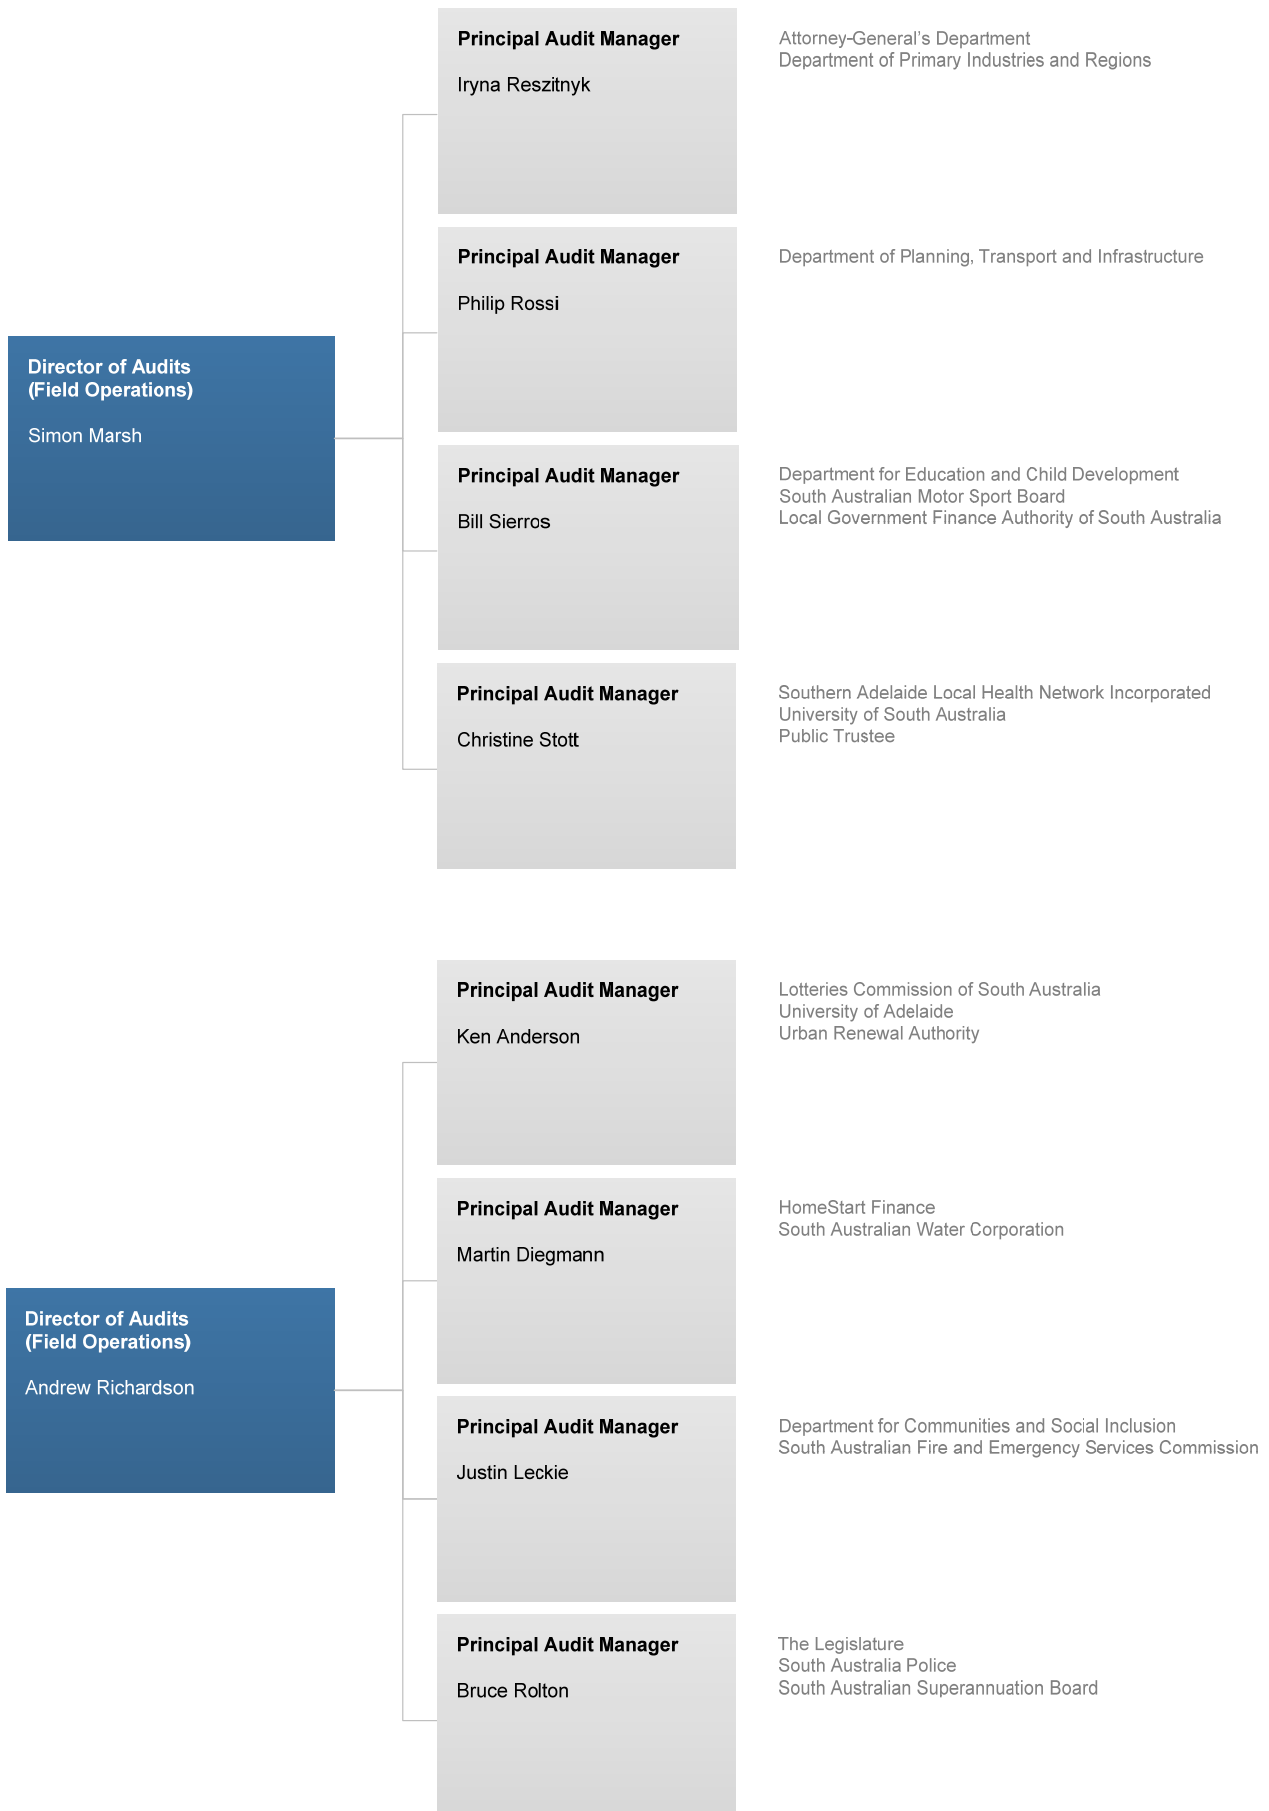 Principal Audit Manager
Iryna Reszitnyk
Attorney-General's Department
Department of Primary Industries and Regions
Principal Audit Manager
Philip Rossi
Department of Planning, Transport and Infrastructure
Director of Audits
(Field Operations)
Simon Marsh
Principal Audit Manager
Bill Sierros
Department for Education and Child Development
South Australian Motor Sport Board
Local Government Finance Authority of South Australia
Principal Audit Manager
Christine Stott
Southern Adelaide Local Health Network Incorporated
University of South Australia
Public Trustee
Principal Audit Manager
Ken Anderson
Lotteries Commission of South Australia
University of Adelaide
Urban Renewal Authority
Principal Audit Manager
Martin Diegmann
HomeStart Finance
South Australian Water Corporation
Director of Audits
(Field Operations)
Andrew Richardson
Principal Audit Manager
Justin Leckie
Department for Communities and Social Inclusion
South Australian Fire and Emergency Services Commission
Principal Audit Manager
Bruce Rolton
The Legislature
South Australia Police
South Australian Superannuation Board